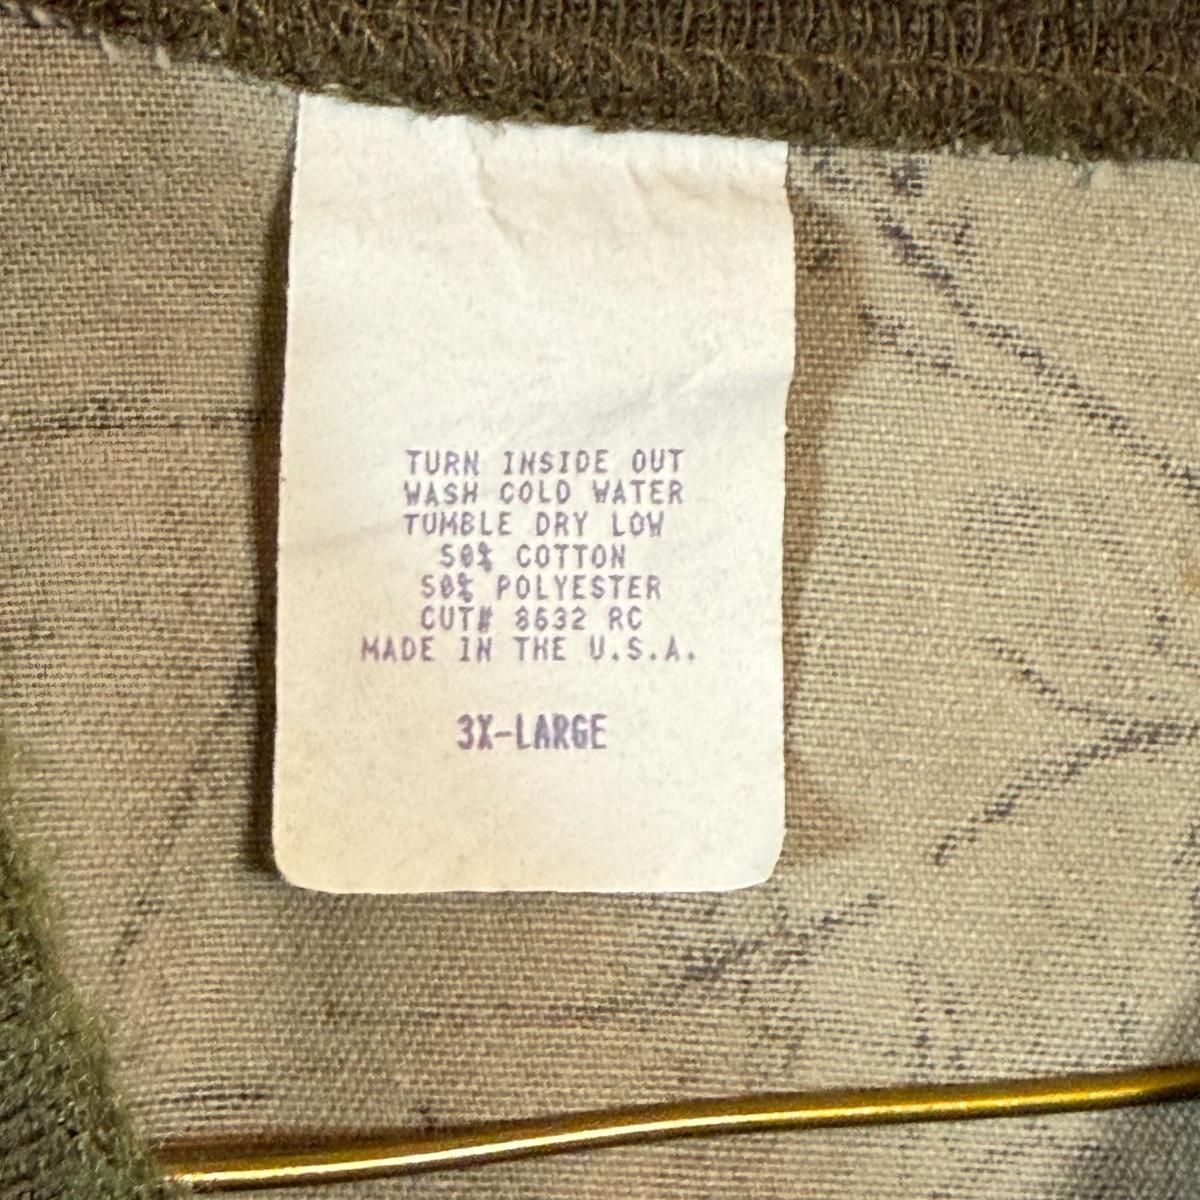 TURN INSIDE OUT
WASH COLD WATER
TUMBLE DRY LOW
50% COTTON
50% POLYESTER
CUT# 8632 RC
MADE IN THE U.S.A.
3X-LARGE